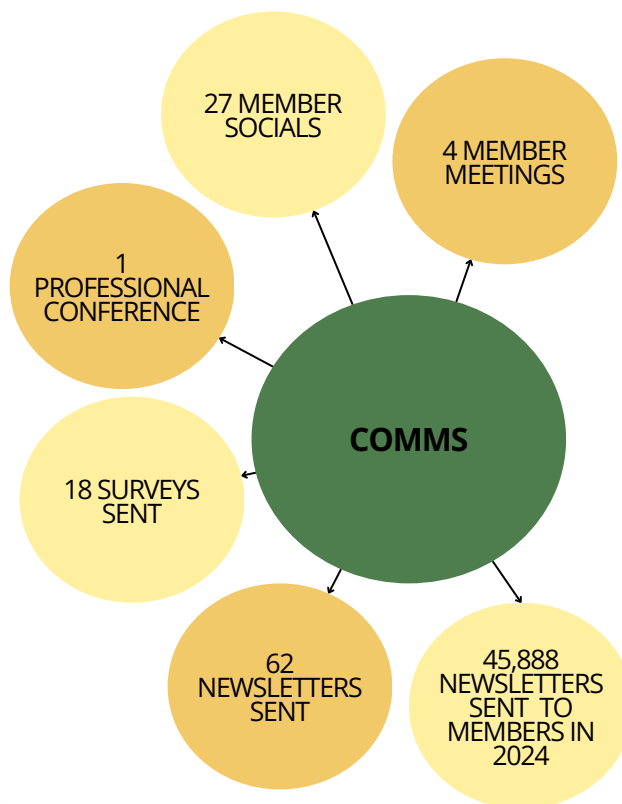 27 MEMBER
SOCIALS
4 MEMBER
MEETINGS
1
PROFESSIONAL
CONFERENCE
COMMS
18 SURVEYS
SENT
62
NEWSLETTERS
SENT
45,888
NEWSLETTERS
SENT TO
MEMBERS IN
2024